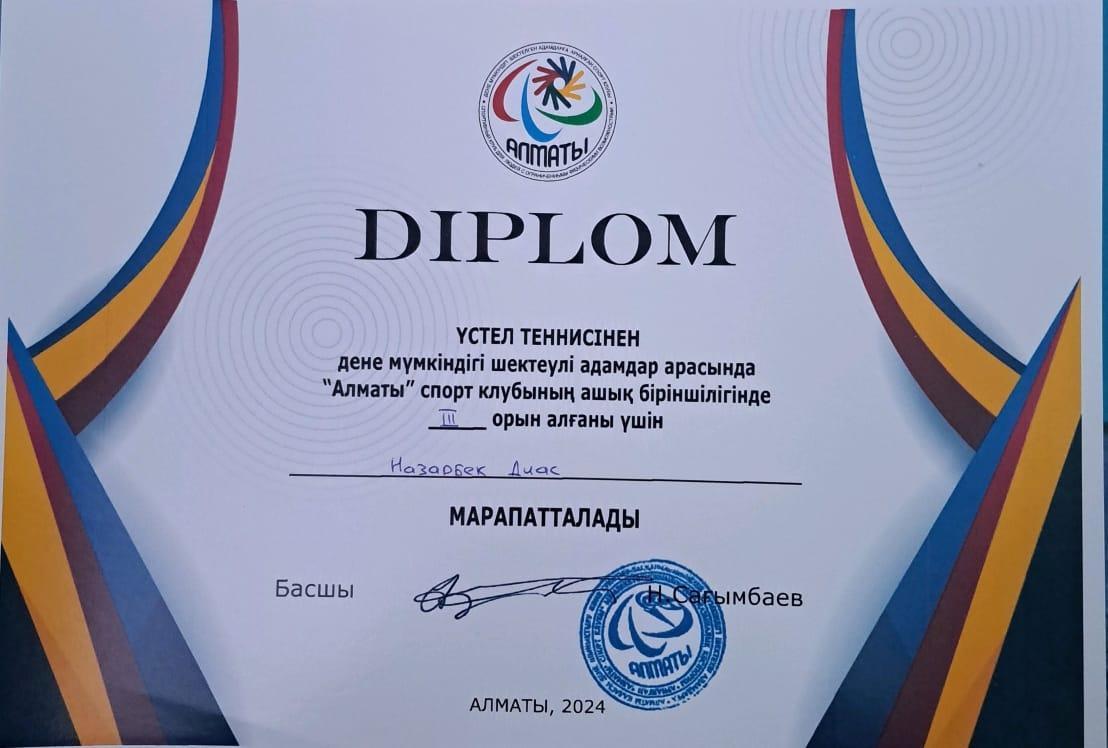 АЛМАТЫ
DIPLOM
ҮСТЕЛ ТЕННИСІНЕН
дене мүмкіндігі шектеулі адамдар арасында
“Алматы” спорт клубының ашық біріншілігінде
III орын алғаны үшін
Назарбек Диас
МАРАПАТТАЛАДЫ
Басшы
Н.Сағымбаев
АЛМАТЫ
АЛМАТЫ, 2024